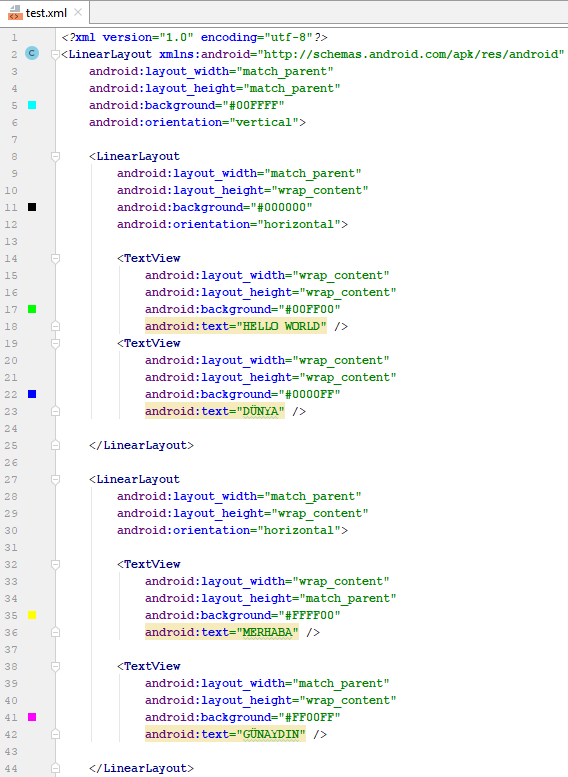 test.xml
1 <?xml version="1.0" encoding="utf-8"?>
2 C <LinearLayout xmlns:android="http://schemas.android.com/apk/res/android"
3 android:layout_width="match_parent"
4 android:layout_height="match_parent"
5 android:background="#00FFFF"
6 android:orientation="vertical">
7
8 <LinearLayout
9 android:layout_width="match_parent"
10 android:layout_height="wrap_content"
11 android:background="#000000"
12 android:orientation="horizontal">
13
14 <TextView
15 android:layout_width="wrap_content"
16 android:layout_height="wrap_content"
17 android:background="#00FF00"
18 android:text="HELLO WORLD" />
19 <TextView
20 android:layout_width="wrap_content"
21 android:layout_height="wrap_content"
22 android:background="#0000FF"
23 android:text="DÜNYA" />
24
25 </LinearLayout>
26
27 <LinearLayout
28 android:layout_width="match_parent"
29 android:layout_height="wrap_content"
30 android:orientation="horizontal">
31
32 <TextView
33 android:layout_width="wrap_content"
34 android:layout_height="match_parent"
35 android:background="#FFFF00"
36 android:text="MERHABA" />
37
38 <TextView
39 android:layout_width="match_parent"
40 android:layout_height="wrap_content"
41 android:background="#FF00FF"
42 android:text="GÜNAYDIN" />
43
44 </LinearLayout>